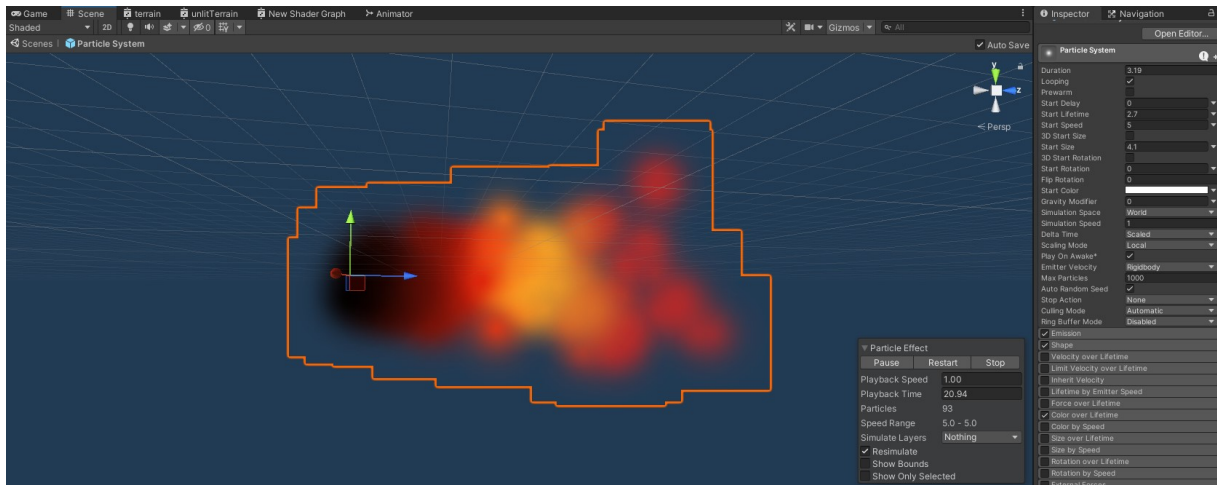 Game Scene terrain unlitTerrain New Shader Graph Animator
Shaded 2D 0 Gizmos All
Scenes Particle System Auto Save
y
z
Persp
Particle Effect
Pause Restart Stop
Playback Speed 1.00
Playback Time 20.94
Particles 93
Speed Range 5.0 - 5.0
Simulate Layers Nothing
Resimulate
Show Bounds
Show Only Selected
Inspector Navigation
Open Editor...
Particle System
Duration 3.19
Looping
Prewarm
Start Delay 0
Start Lifetime 2.7
Start Speed 5
3D Start Size
Start Size 4.1
3D Start Rotation
Start Rotation 0
Flip Rotation 0
Start Color
Gravity Modifier 0
Simulation Space World
Simulation Speed 1
Delta Time Scaled
Scaling Mode Local
Play On Awake*
Emitter Velocity Rigidbody
Max Particles 1000
Auto Random Seed
Stop Action None
Culling Mode Automatic
Ring Buffer Mode Disabled
Emission
Shape
Velocity over Lifetime
Limit Velocity over Lifetime
Inherit Velocity
Lifetime by Emitter Speed
Force over Lifetime
Color over Lifetime
Color by Speed
Size over Lifetime
Size by Speed
Rotation over Lifetime
Rotation by Speed
External Forces